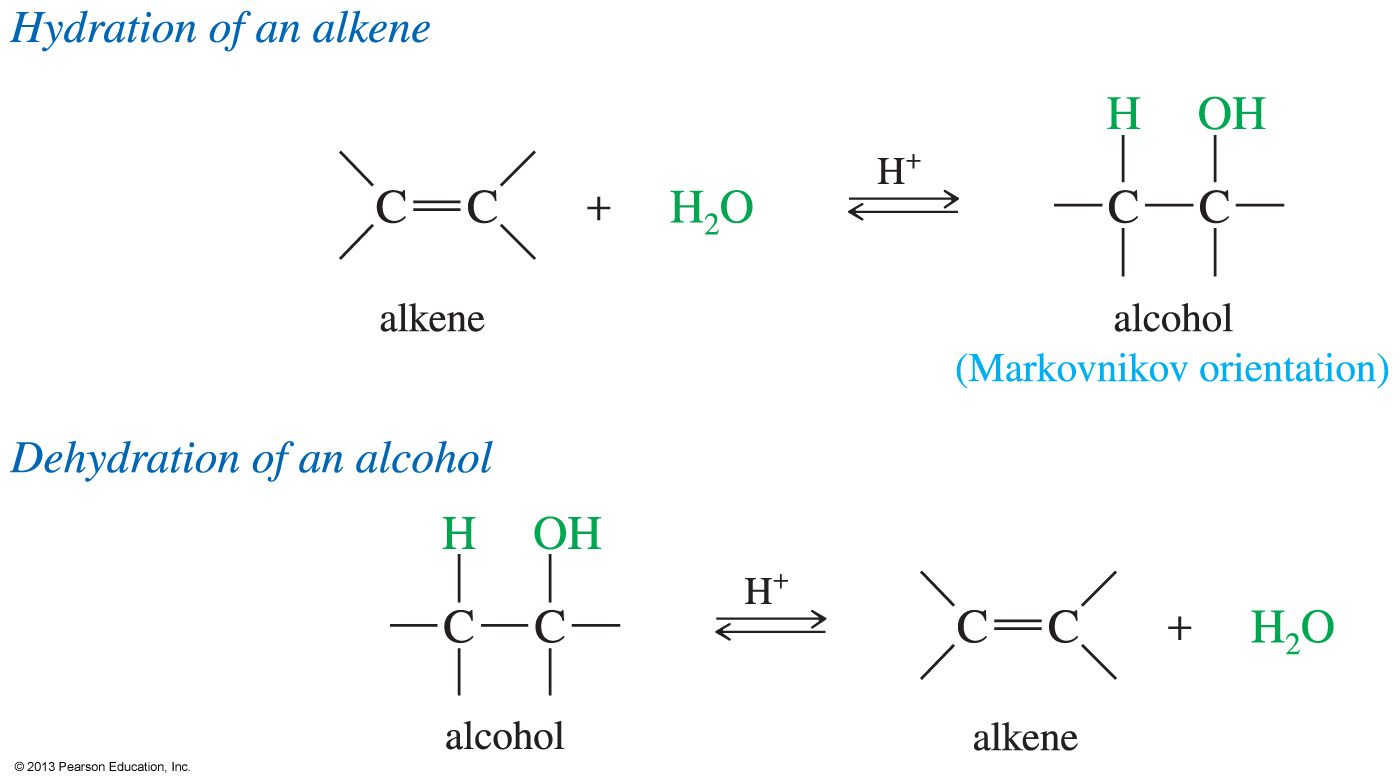 Hydration of an alkene
H OH
H⁺
C=C + H₂O ⇌ —C—C—
alkene alcohol
(Markovnikov orientation)
Dehydration of an alcohol
H OH
H⁺
—C—C— ⇌ C=C + H₂O
alcohol alkene
© 2013 Pearson Education, Inc.